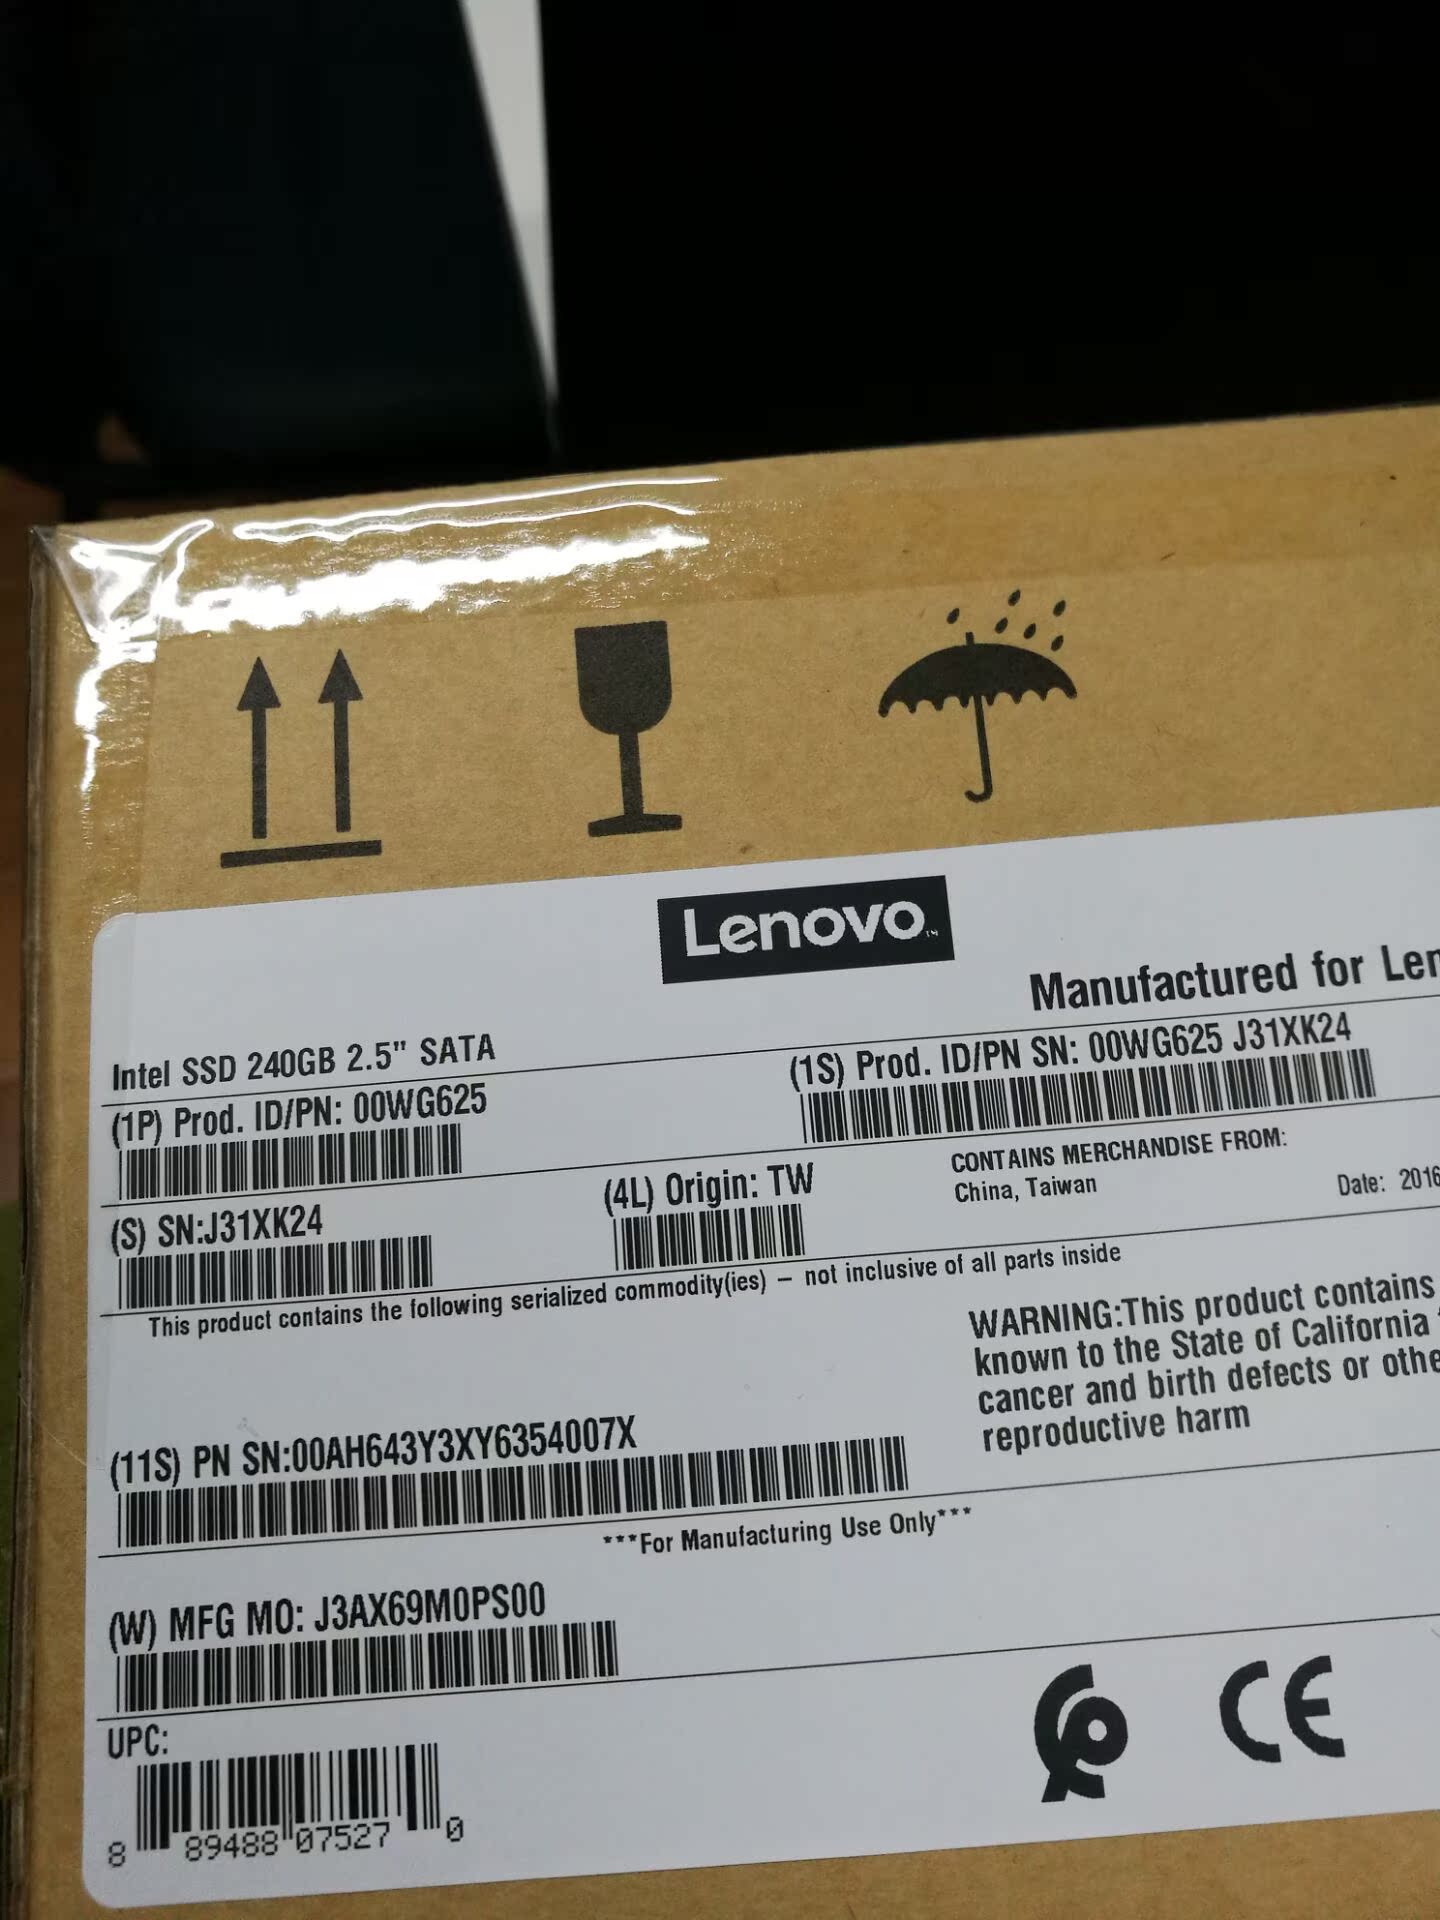 Lenovo™
Manufactured for Len
Intel SSD 240GB 2.5" SATA
(1P) Prod. ID/PN: 00WG625
(1S) Prod. ID/PN SN: 00WG625 J31XK24
(S) SN:J31XK24
(4L) Origin: TW
CONTAINS MERCHANDISE FROM:
China, Taiwan
Date: 2016
This product contains the following serialized commodity(ies) – not inclusive of all parts inside
WARNING:This product contains
known to the State of California
cancer and birth defects or othe
reproductive harm
(11S) PN SN:00AH643Y3XY6354007X
***For Manufacturing Use Only***
(W) MFG MO: J3AX69M0PS00
UPC:
8 89488 07527 0
CE